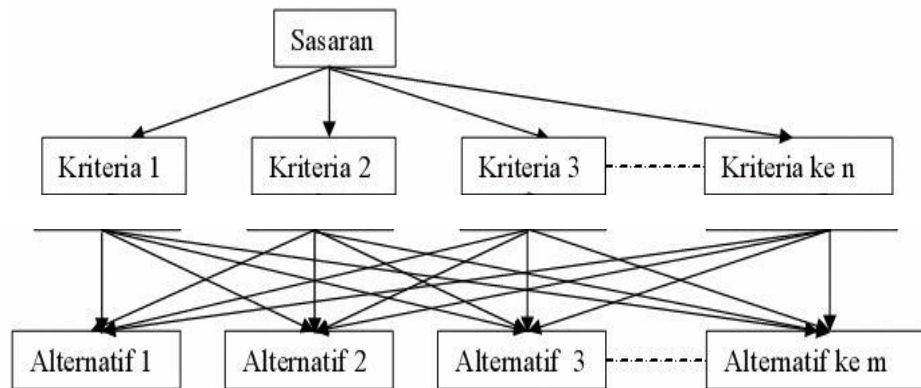 Sasaran
Kriteria 1 Kriteria 2 Kriteria 3 Kriteria ke n
Alternatif 1 Alternatif 2 Alternatif 3 Alternatif ke m